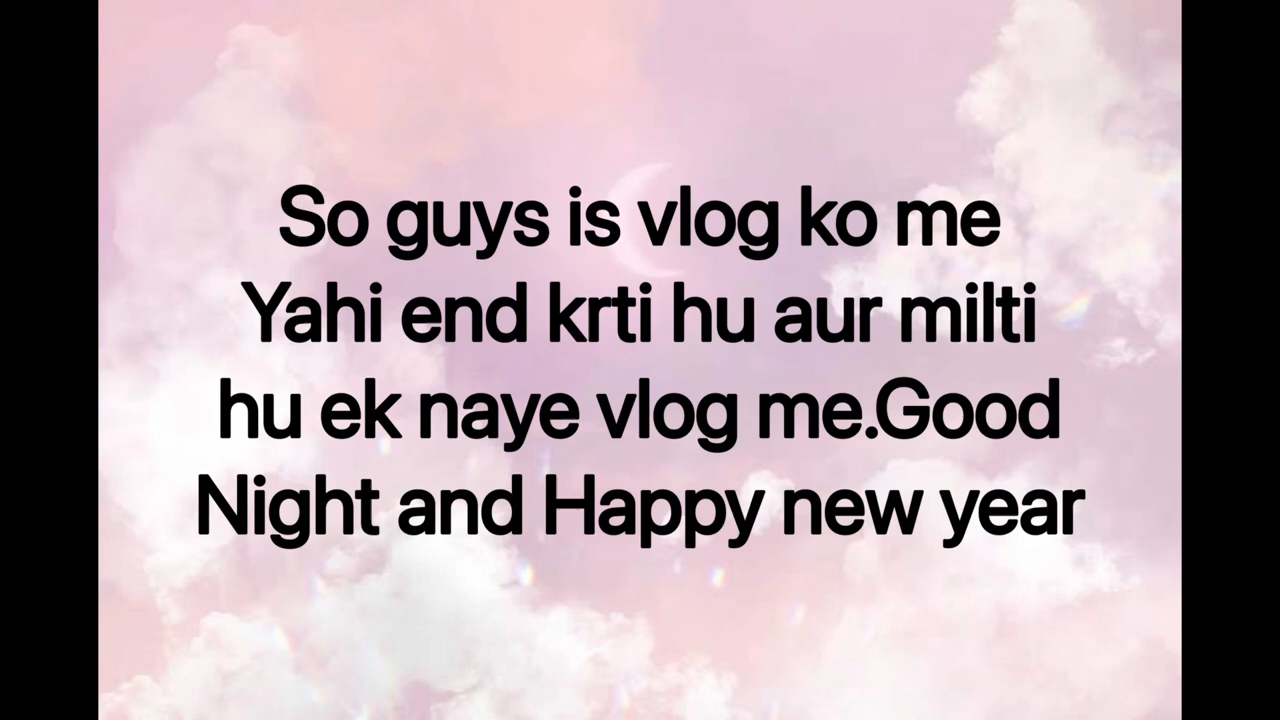 So guys is vlog ko me
Yahi end krti hu aur milti
hu ek naye vlog me.Good
Night and Happy new year